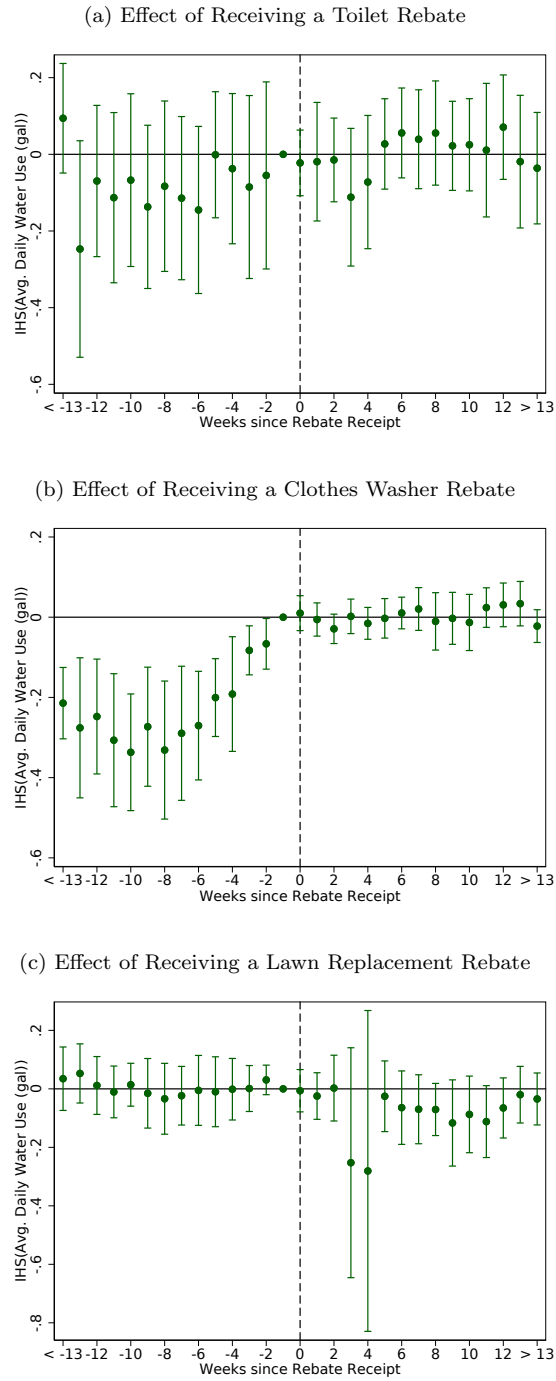 (a) Effect of Receiving a Toilet Rebate
IHS(Avg. Daily Water Use (gal))
.2
0
-.2
-.4
-.6
< -13 -12 -10 -8 -6 -4 -2 0 2 4 6 8 10 12 > 13
Weeks since Rebate Receipt
(b) Effect of Receiving a Clothes Washer Rebate
IHS(Avg. Daily Water Use (gal))
.2
0
-.2
-.4
-.6
< -13 -12 -10 -8 -6 -4 -2 0 2 4 6 8 10 12 > 13
Weeks since Rebate Receipt
(c) Effect of Receiving a Lawn Replacement Rebate
IHS(Avg. Daily Water Use (gal))
.2
0
-.2
-.4
-.6
-.8
< -13 -12 -10 -8 -6 -4 -2 0 2 4 6 8 10 12 > 13
Weeks since Rebate Receipt